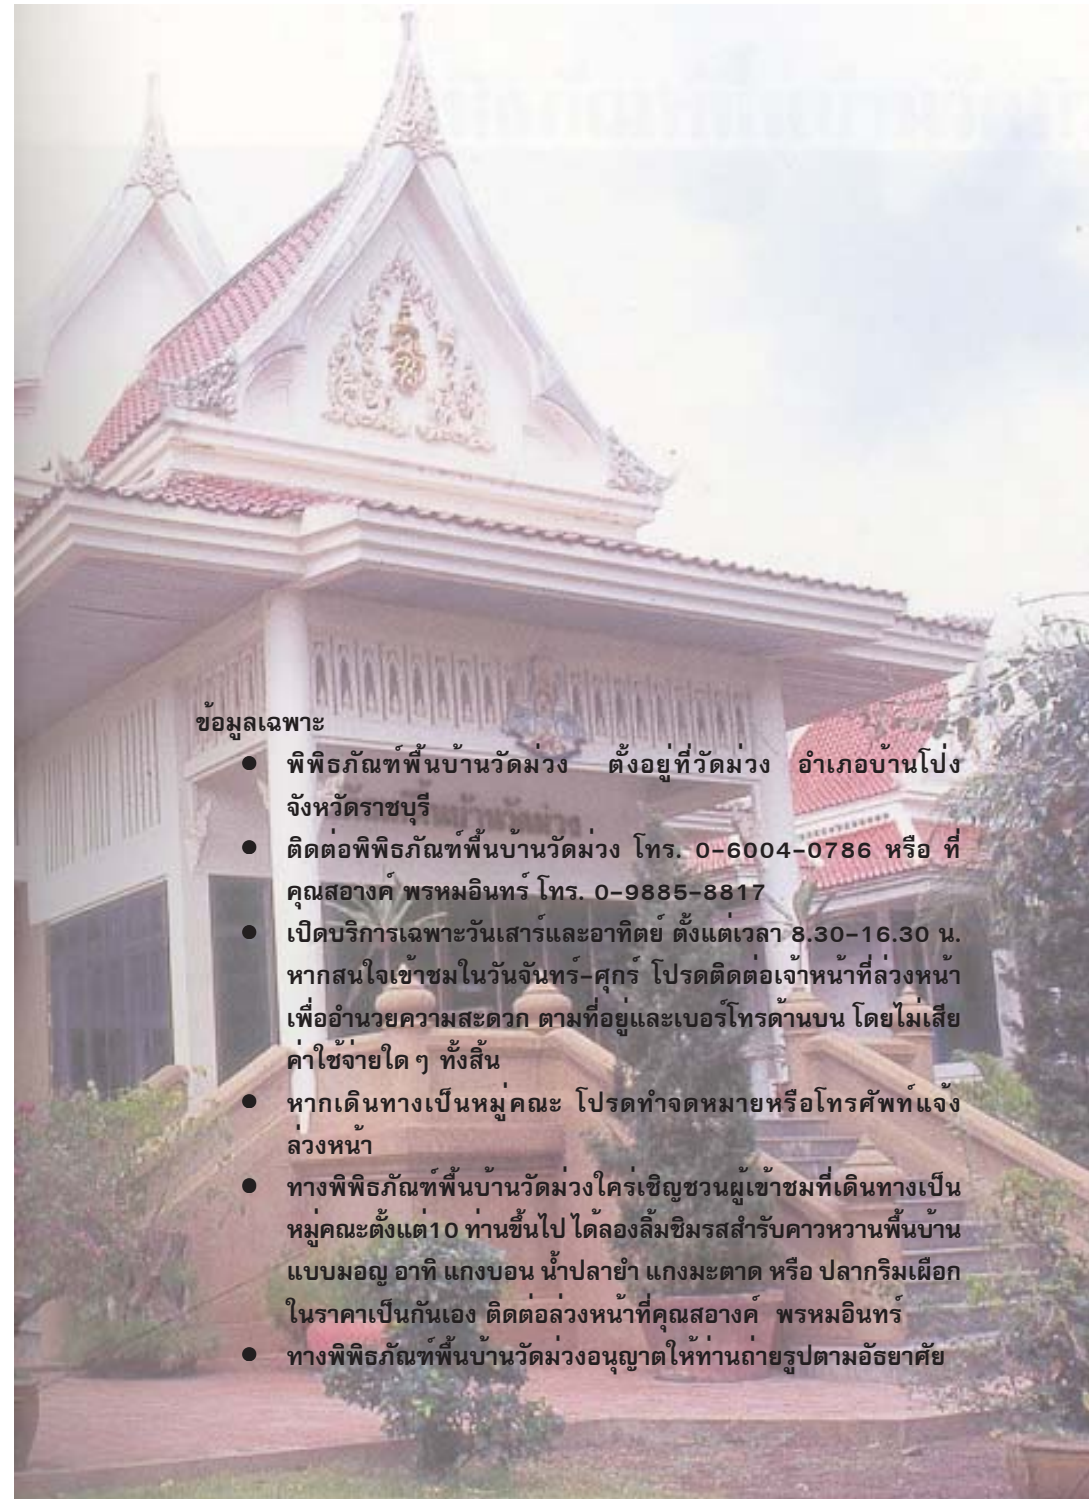 ข้อมูลเฉพาะ
● พิพิธภัณฑ์พื้นบ้านวัดม่วง ตั้งอยู่ที่วัดม่วง อำเภอบ้านโป่ง
จังหวัดราชบุรี
● ติดต่อพิพิธภัณฑ์พื้นบ้านวัดม่วง โทร. 0-6004-0786 หรือ ที่
คุณสอางค์ พรหมอินทร์ โทร. 0-9885-8817
● เปิดบริการเฉพาะวันเสาร์และอาทิตย์ ตั้งแต่เวลา 8.30-16.30 น.
หากสนใจเข้าชมในวันจันทร์-ศุกร์ โปรดติดต่อเจ้าหน้าที่ล่วงหน้า
เพื่ออำนวยความสะดวก ตามที่อยู่และเบอร์โทรด้านบน โดยไม่เสีย
ค่าใช้จ่ายใด ๆ ทั้งสิ้น
● หากเดินทางเป็นหมู่คณะ โปรดทำจดหมายหรือโทรศัพท์แจ้ง
ล่วงหน้า
● ทางพิพิธภัณฑ์พื้นบ้านวัดม่วงใคร่เชิญชวนผู้เข้าชมที่เดินทางเป็น
หมู่คณะตั้งแต่10 ท่านขึ้นไป ได้ลองลิ้มชิมรสสำรับคาวหวานพื้นบ้าน
แบบมอญ อาทิ แกงบอน น้ำปลายำ แกงมะตาด หรือ ปลากริมเผือก
ในราคาเป็นกันเอง ติดต่อล่วงหน้าที่คุณสอางค์ พรหมอินทร์
● ทางพิพิธภัณฑ์พื้นบ้านวัดม่วงอนุญาตให้ท่านถ่ายรูปตามอัธยาศัย